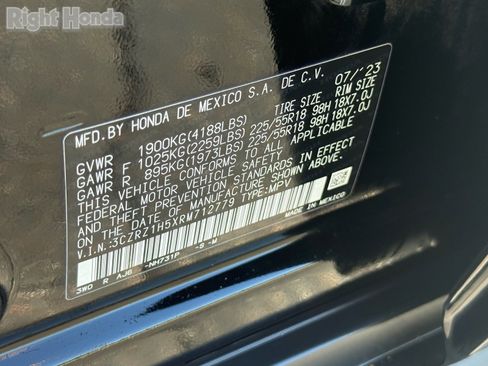 Right Honda
MFD.BY HONDA DE MEXICO S.A. DE C.V. 07/'23
TIRE SIZE RIM SIZE
GVWR 1900KG(4188LBS)
GAWR F 1025KG(2259LBS) 225/55R18 98H 18X7.0J
GAWR R 895KG(1973LBS) 225/55R18 98H 18X7.0J
THIS VEHICLE CONFORMS TO ALL APPLICABLE
FEDERAL MOTOR VEHICLE SAFETY
AND THEFT PREVENTION STANDARDS IN EFFECT
ON THE DATE OF MANUFACTURE SHOWN ABOVE.
V.I.N.:3CZRZ1H5XRM712779 TYPE:MPV
3W0 R AJ6 -NH731P -S -M
MADE IN MEXICO